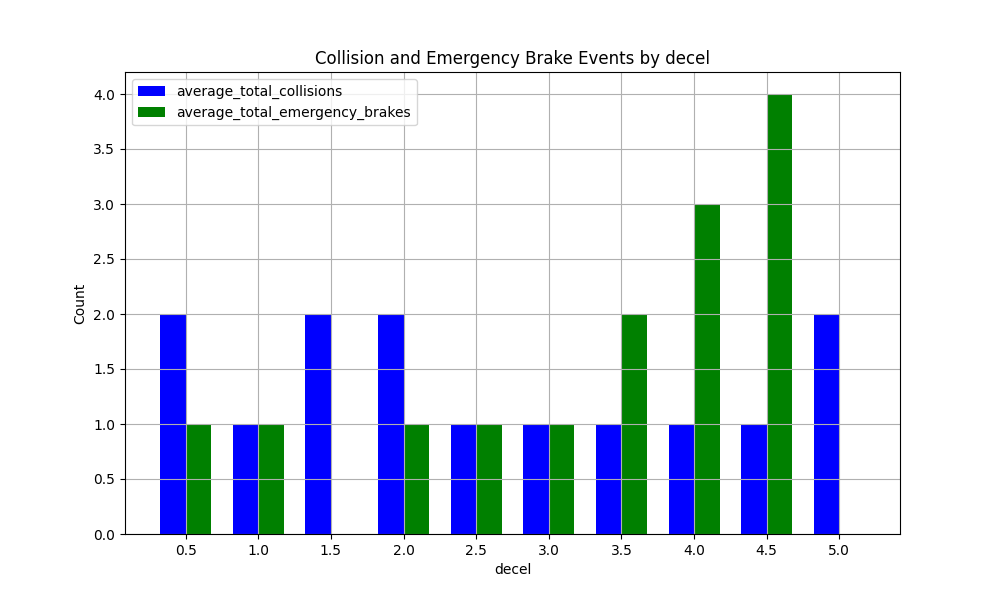 Collision and Emergency Brake Events by decel
average_total_collisions
average_total_emergency_brakes
Count
4.0
3.5
3.0
2.5
2.0
1.5
1.0
0.5
0.0
0.5 1.0 1.5 2.0 2.5 3.0 3.5 4.0 4.5 5.0
decel